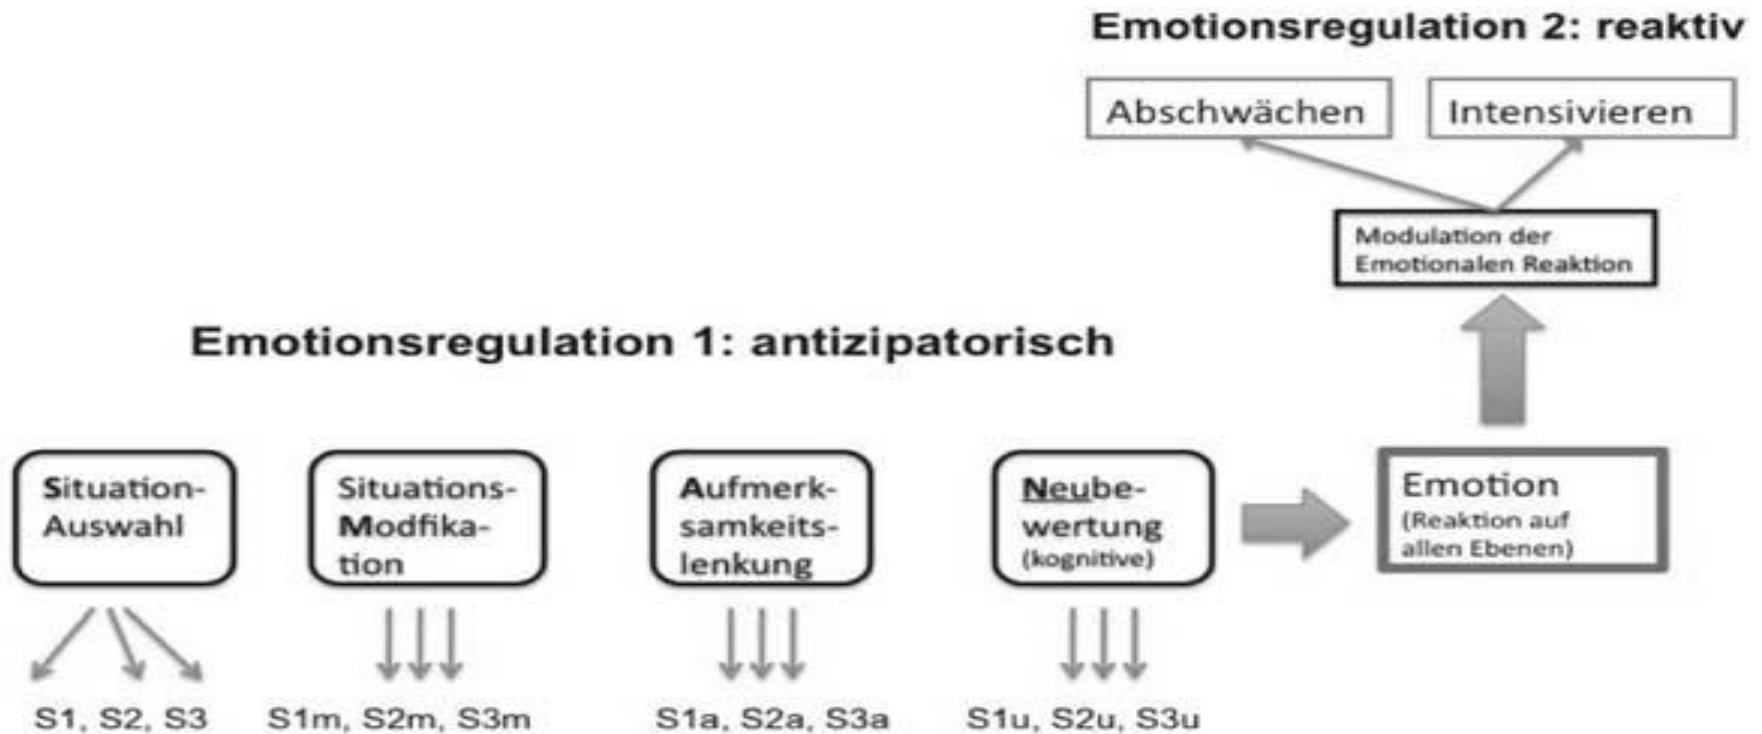 Emotionsregulation 2: reaktiv
Abschwächen
Intensivieren
Modulation der
Emotionalen Reaktion
Emotionsregulation 1: antizipatorisch
Situation-
Auswahl
Situations-
Modfika-
tion
Aufmerk-
samkeits-
lenkung
Neube-
wertung
(kognitive)
Emotion
(Reaktion auf
allen Ebenen)
S1, S2, S3
S1m, S2m, S3m
S1a, S2a, S3a
S1u, S2u, S3u